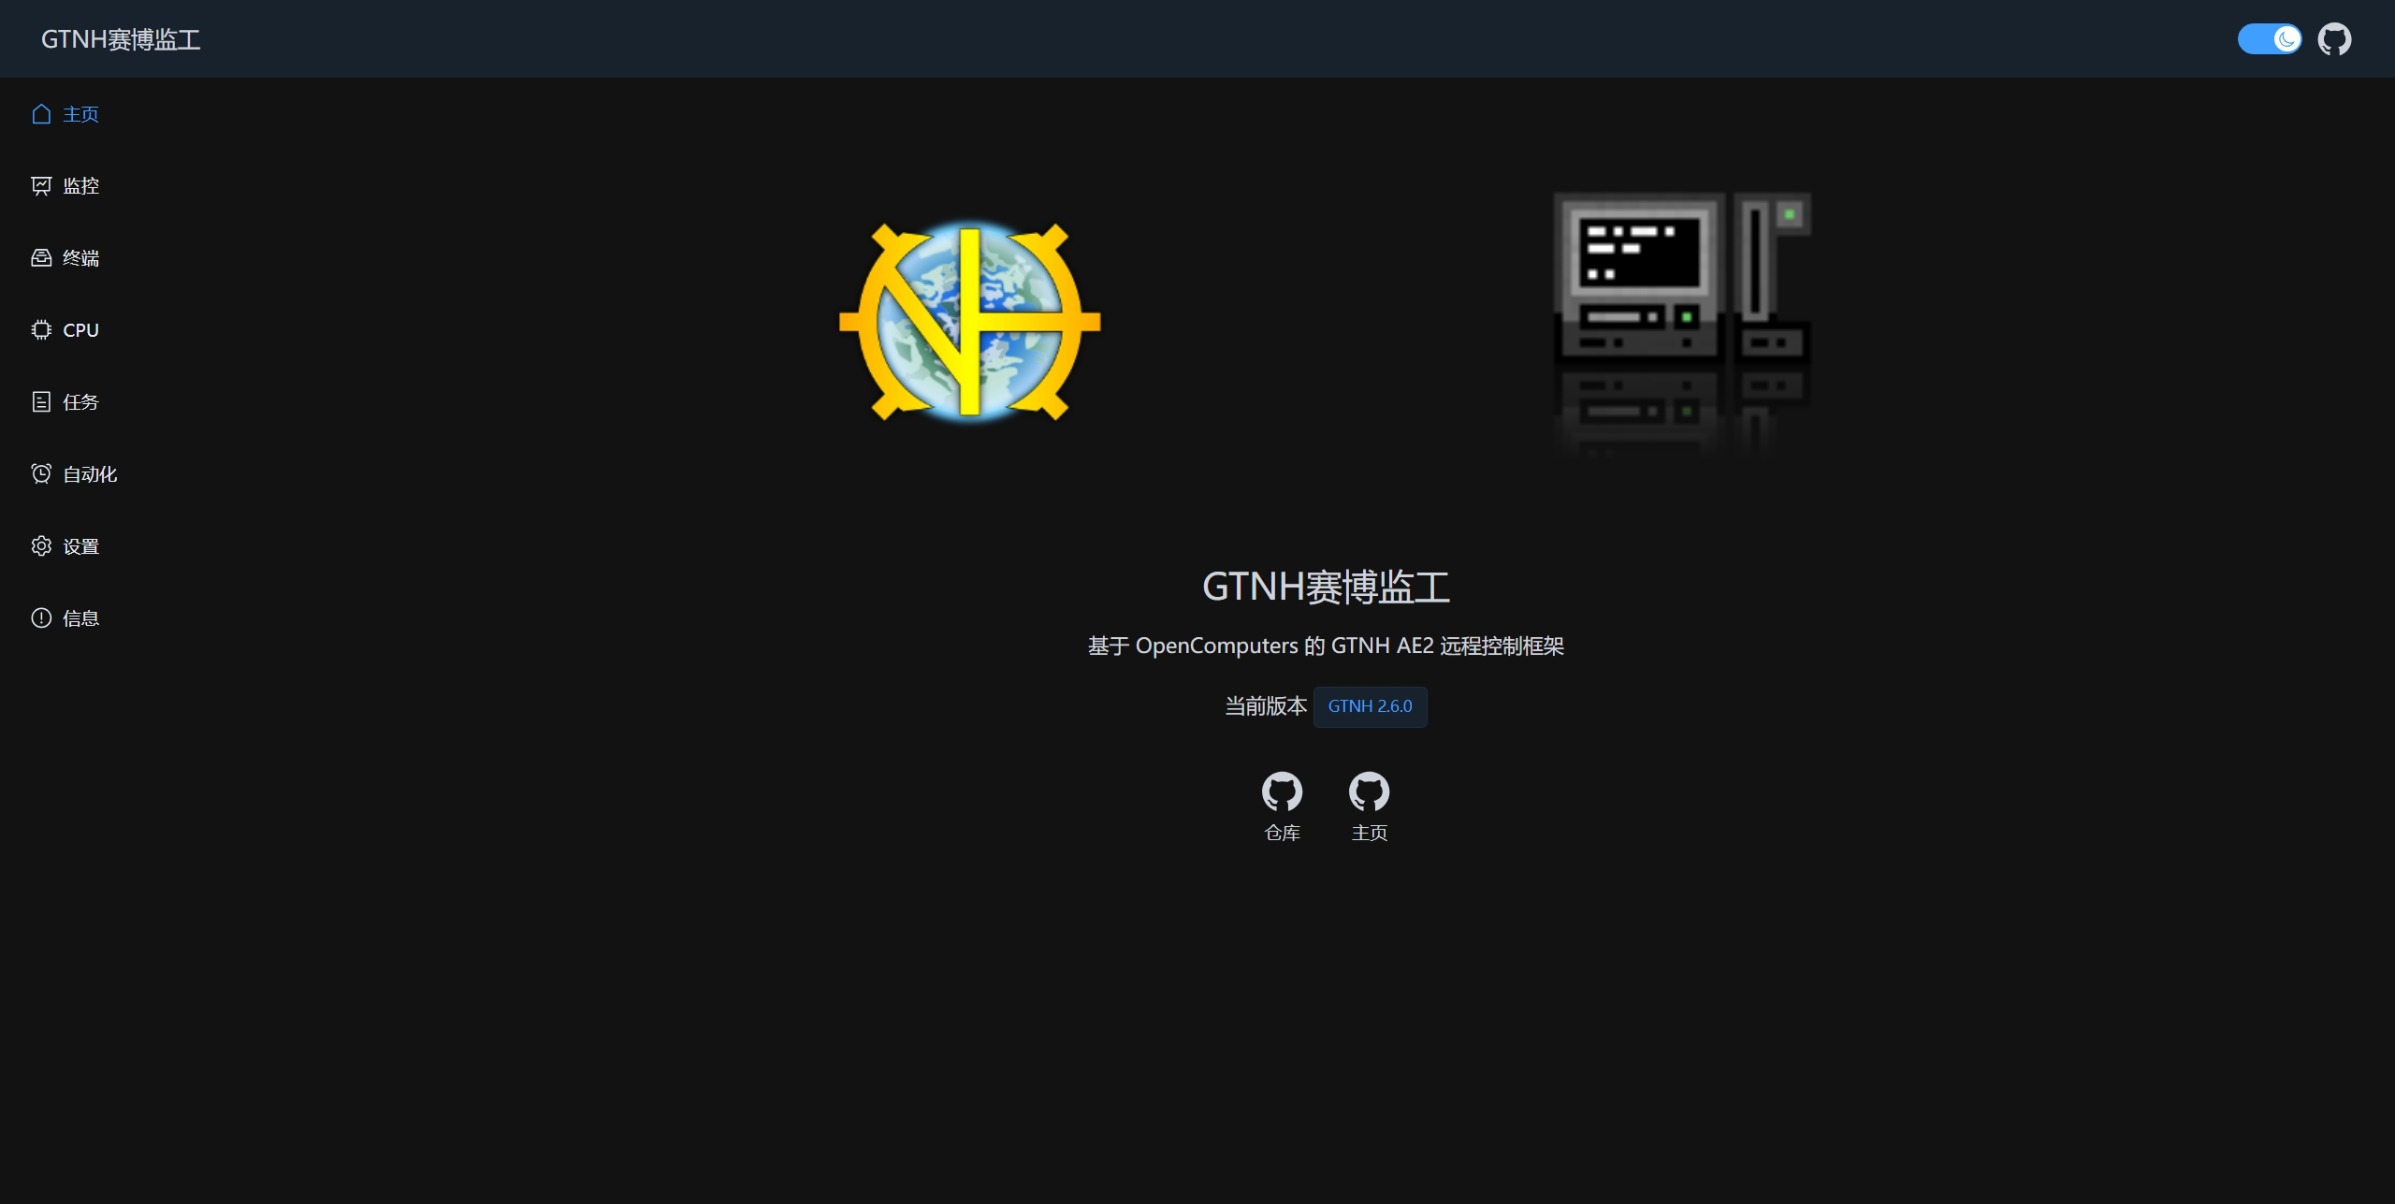 GTNH赛博监工
主页
监控
终端
CPU
任务
自动化
设置
信息
GTNH赛博监工
基于 OpenComputers 的 GTNH AE2 远程控制框架
当前版本 GTNH 2.6.0
仓库 主页